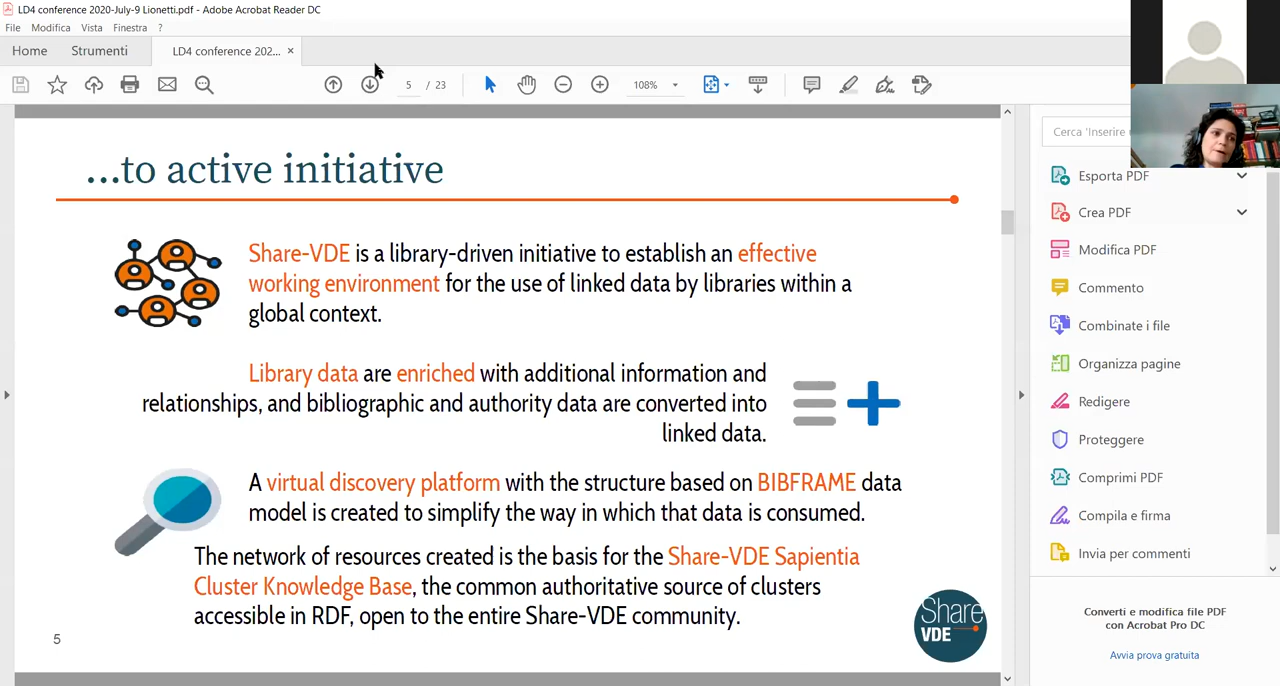 LD4 conference 2020-July-9 Lionetti.pdf - Adobe Acrobat Reader DC
File Modifica Vista Finestra ?
Home Strumenti LD4 conference 202... ×
5 / 23 108%
Cerca 'Inserire
...to active initiative
Share-VDE is a library-driven initiative to establish an effective
working environment for the use of linked data by libraries within a
global context.
Library data are enriched with additional information and
relationships, and bibliographic and authority data are converted into
linked data.
A virtual discovery platform with the structure based on BIBFRAME data
model is created to simplify the way in which that data is consumed.
The network of resources created is the basis for the Share-VDE Sapientia
Cluster Knowledge Base, the common authoritative source of clusters
accessible in RDF, open to the entire Share-VDE community.
5
Share
VDE
Esporta PDF
Crea PDF
Modifica PDF
Commento
Combinate i file
Organizza pagine
Redigere
Proteggere
Comprimi PDF
Compila e firma
Invia per commenti
Converti e modifica file PDF
con Acrobat Pro DC
Avvia prova gratuita